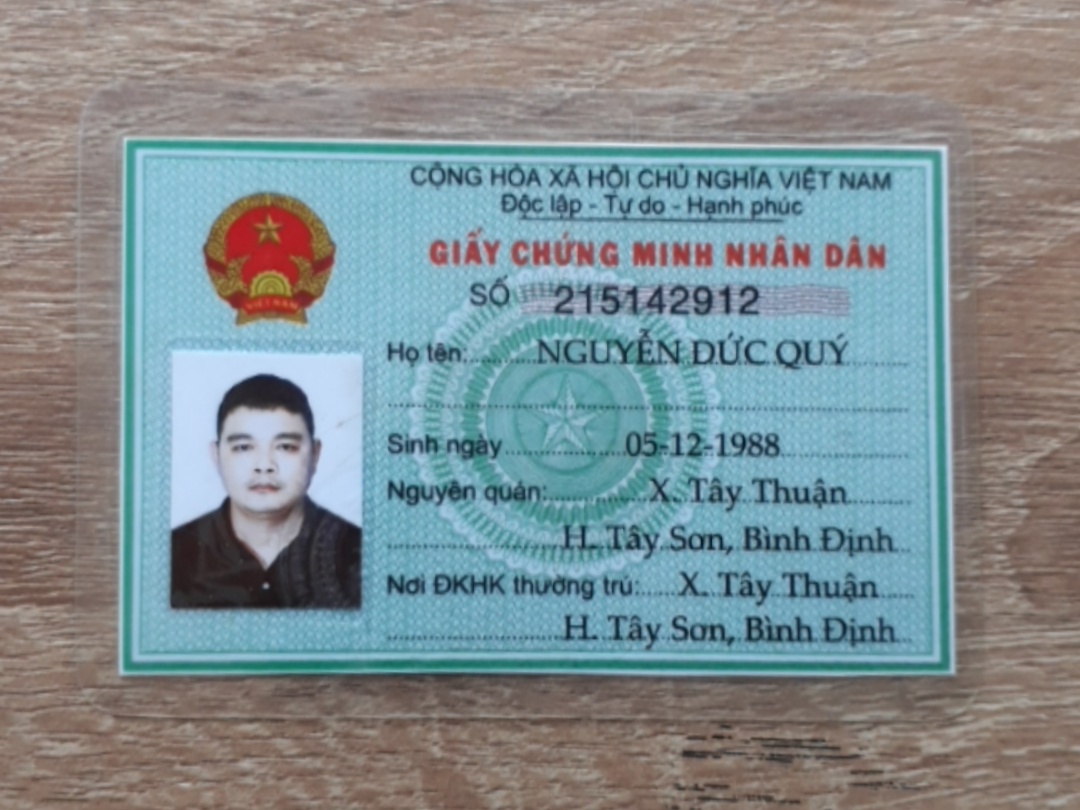 CỘNG HÒA XÃ HỘI CHỦ NGHĨA VIỆT NAM
Độc lập - Tự do - Hạnh phúc
GIẤY CHỨNG MINH NHÂN DÂN
SỐ 215142912
Họ tên: NGUYỄN ĐỨC QUÝ
Sinh ngày 05-12-1988
Nguyên quán: X. Tây Thuận
H. Tây Sơn, Bình Định
Nơi ĐKHK thường trú: X. Tây Thuận
H. Tây Sơn, Bình Định
VIỆT NAM